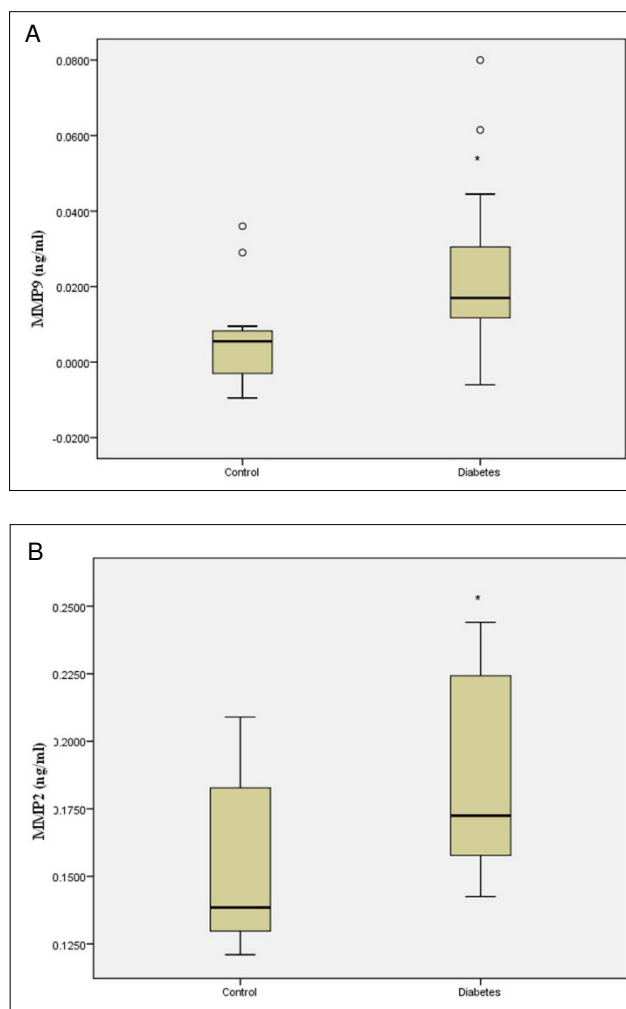 A
0.0800
0.0600
0.0400
0.0200
0.0000
-0.0200
MMP9 (ng/ml)
*
Control Diabetes
B
0.2500
0.2250
0.2000
0.1750
0.1500
0.1250
MMP2 (ng/ml)
*
Control Diabetes